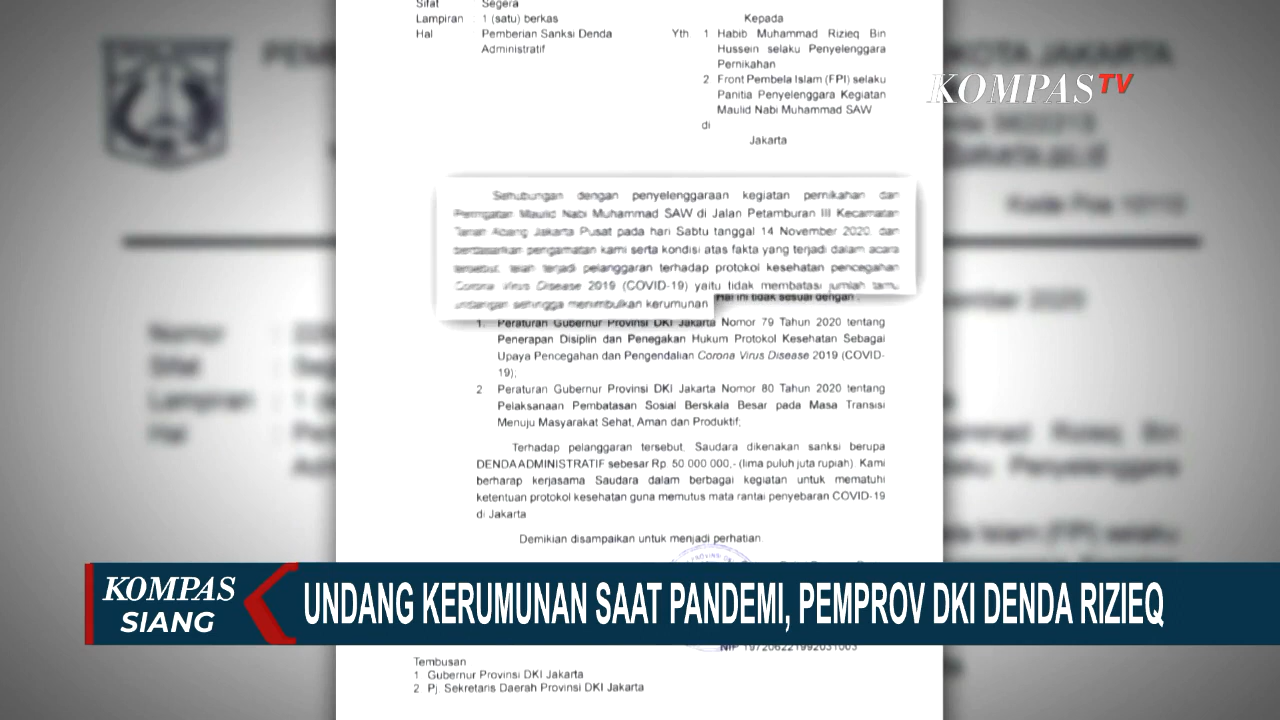 Sifat : Segera
Lampiran : 1 (satu) berkas
Hal : Pemberian Sanksi Denda
Administratif
Kepada
Yth 1 Habib Muhammad Rizieq Bin
Hussein selaku Penyelenggara
Pernikahan
2 Front Pembela Islam (FPI) selaku
Panitia Penyelenggara Kegiatan
Maulid Nabi Muhammad SAW
di
Jakarta
KOMPAS TV
KOTA JAKARTA
Sehubungan dengan penyelenggaraan kegiatan pernikahan dan
Peringatan Maulid Nabi Muhammad SAW di Jalan Petamburan III Kecamatan
Tanah Abang Jakarta Pusat pada hari Sabtu tanggal 14 November 2020, dan
berdasarkan pengamatan kami serta kondisi atas fakta yang terjadi dalam acara
tersebut, telah terjadi pelanggaran terhadap protokol kesehatan pencegahan
Corona Virus Disease 2019 (COVID-19) yaitu tidak membatasi jumlah tamu
undangan sehingga menimbulkan kerumunan
Hal ini tidak sesuai dengan :
1. Peraturan Gubernur Provinsi DKI Jakarta Nomor 79 Tahun 2020 tentang
Penerapan Disiplin dan Penegakan Hukum Protokol Kesehatan Sebagai
Upaya Pencegahan dan Pengendalian Corona Virus Disease 2019 (COVID-
19);
2 Peraturan Gubernur Provinsi DKI Jakarta Nomor 80 Tahun 2020 tentang
Pelaksanaan Pembatasan Sosial Berskala Besar pada Masa Transisi
Menuju Masyarakat Sehat, Aman dan Produktif;
Terhadap pelanggaran tersebut, Saudara dikenakan sanksi berupa
DENDA ADMINISTRATIF sebesar Rp. 50 000 000,- (lima puluh juta rupiah). Kami
berharap kerjasama Saudara dalam berbagai kegiatan untuk mematuhi
ketentuan protokol kesehatan guna memutus mata rantai penyebaran COVID-19
di Jakarta
Demikian disampaikan untuk menjadi perhatian.
KOMPAS
SIANG
UNDANG KERUMUNAN SAAT PANDEMI, PEMPROV DKI DENDA RIZIEQ
NIP 197206221992031003
Tembusan
1 Gubernur Provinsi DKI Jakarta
2 Pj Sekretaris Daerah Provinsi DKI Jakarta